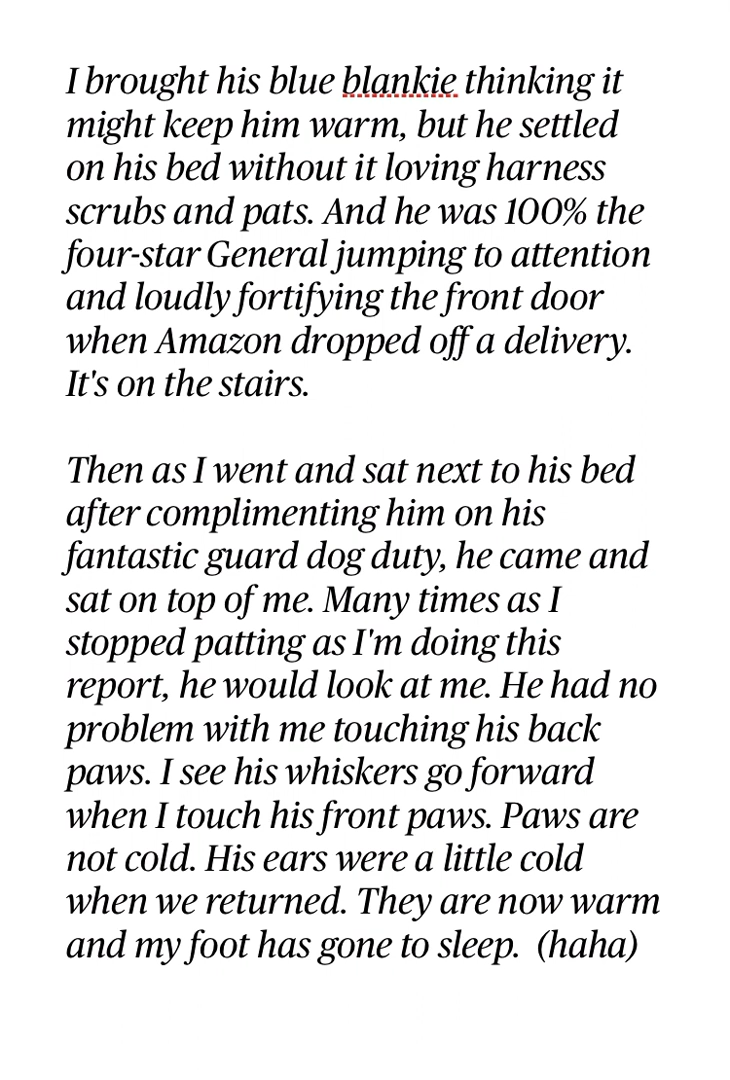 I brought his blue blankie thinking it
might keep him warm, but he settled
on his bed without it loving harness
scrubs and pats. And he was 100% the
four-star General jumping to attention
and loudly fortifying the front door
when Amazon dropped off a delivery.
It's on the stairs.
Then as I went and sat next to his bed
after complimenting him on his
fantastic guard dog duty, he came and
sat on top of me. Many times as I
stopped patting as I'm doing this
report, he would look at me. He had no
problem with me touching his back
paws. I see his whiskers go forward
when I touch his front paws. Paws are
not cold. His ears were a little cold
when we returned. They are now warm
and my foot has gone to sleep.  (haha)